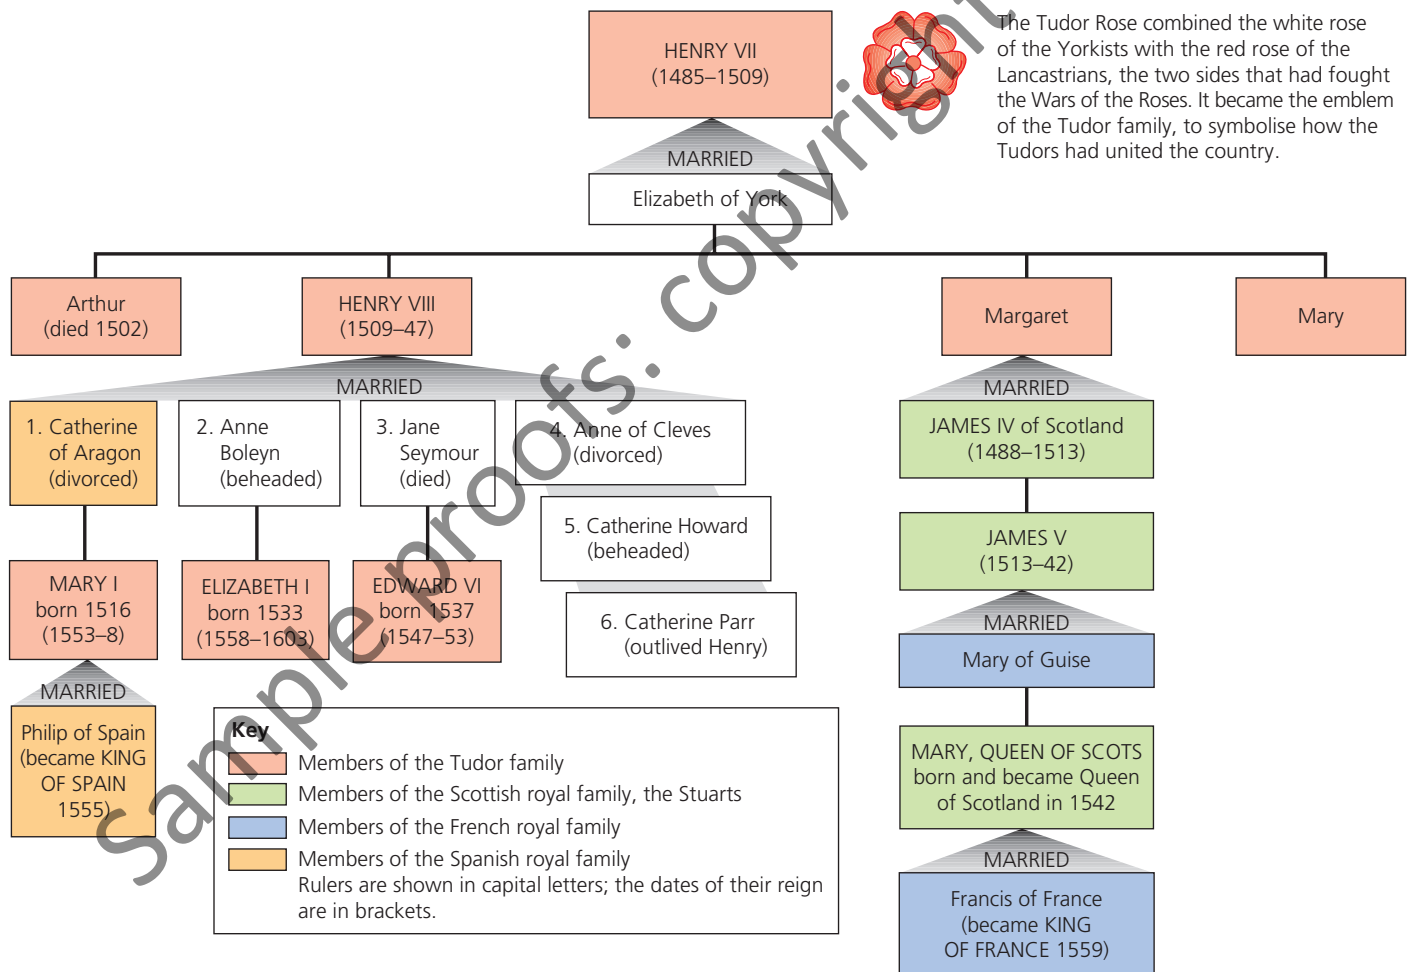 HENRY VII
(1485–1509)
The Tudor Rose combined the white rose
of the Yorkists with the red rose of the
Lancastrians, the two sides that had fought
the Wars of the Roses. It became the emblem
of the Tudor family, to symbolise how the
Tudors had united the country.
MARRIED
Elizabeth of York
Arthur
(died 1502)
HENRY VIII
(1509–47)
Margaret
Mary
MARRIED
1. Catherine
of Aragon
(divorced)
2. Anne
Boleyn
(beheaded)
3. Jane
Seymour
(died)
4. Anne of Cleves
(divorced)
5. Catherine Howard
(beheaded)
6. Catherine Parr
(outlived Henry)
MARY I
born 1516
(1553–8)
ELIZABETH I
born 1533
(1558–1603)
EDWARD VI
born 1537
(1547–53)
MARRIED
Philip of Spain
(became KING
OF SPAIN
1555)
MARRIED
JAMES IV of Scotland
(1488–1513)
JAMES V
(1513–42)
MARRIED
Mary of Guise
MARY, QUEEN OF SCOTS
born and became Queen
of Scotland in 1542
MARRIED
Francis of France
(became KING
OF FRANCE 1559)
Key
Members of the Tudor family
Members of the Scottish royal family, the Stuarts
Members of the French royal family
Members of the Spanish royal family
Rulers are shown in capital letters; the dates of their reign
are in brackets.
Sample proofs: copyright